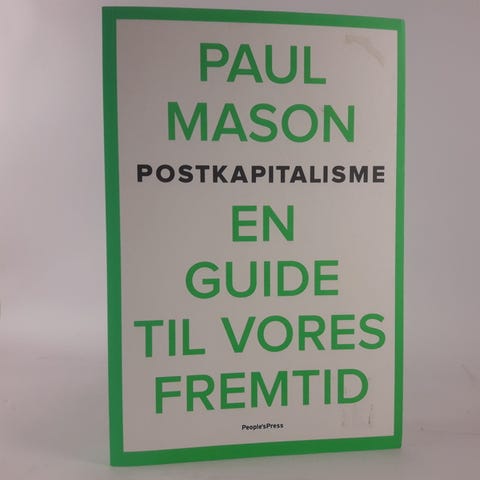 PAUL
MASON
POSTKAPITALISME
EN
GUIDE
TIL VORES
FREMTID
People'sPress